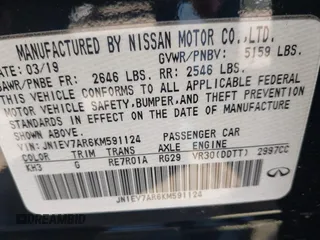 MANUFACTURED BY NISSAN MOTOR CO.,LTD.
DATE: 03/19 GVWR/PNBV: 5159 LBS.
GAWR/PNBE FR: 2646 LBS. RR: 2546 LBS.
THIS VEHICLE CONFORMS TO ALL APPLICABLE FEDERAL
MOTOR VEHICLE SAFETY, BUMPER, AND THEFT PREVENTION
STANDARDS IN EFFECT ON THE DATE OF MANUFACTURE
SHOWN ABOVE.
VIN: JN1EV7AR6KM591124 PASSENGER CAR
COLOR TRIM TRANS AXLE ENGINE
KH3 G RE7R01A RG29 VR30(DDTT) 2997CC
JN1EV7AR6KM591124
INFINITI
DREAMBID